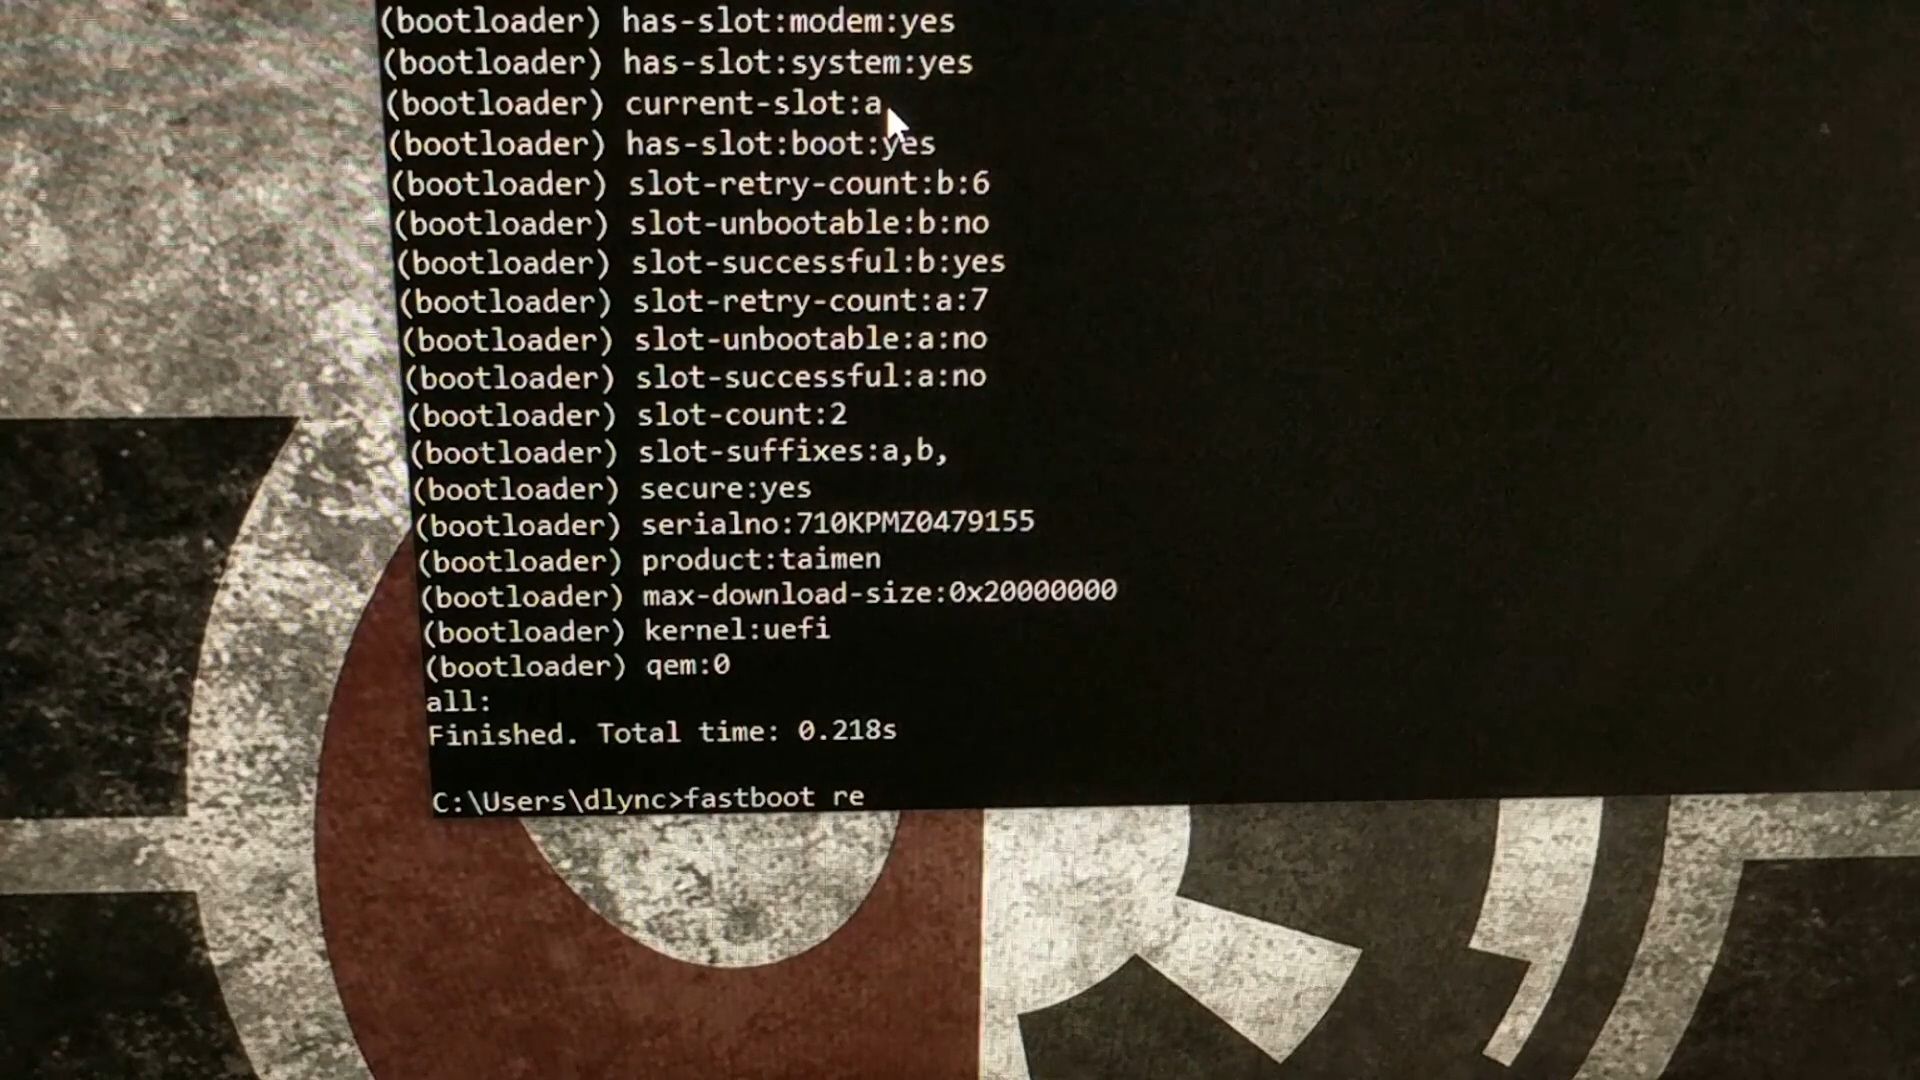 (bootloader) has-slot:modem:yes
(bootloader) has-slot:system:yes
(bootloader) current-slot:a
(bootloader) has-slot:boot:yes
(bootloader) slot-retry-count:b:6
(bootloader) slot-unbootable:b:no
(bootloader) slot-successful:b:yes
(bootloader) slot-retry-count:a:7
(bootloader) slot-unbootable:a:no
(bootloader) slot-successful:a:no
(bootloader) slot-count:2
(bootloader) slot-suffixes:a,b,
(bootloader) secure:yes
(bootloader) serialno:710KPMZ0479155
(bootloader) product:taimen
(bootloader) max-download-size:0x20000000
(bootloader) kernel:uefi
(bootloader) qem:0
all:
Finished. Total time: 0.218s
C:\Users\dlync>fastboot re